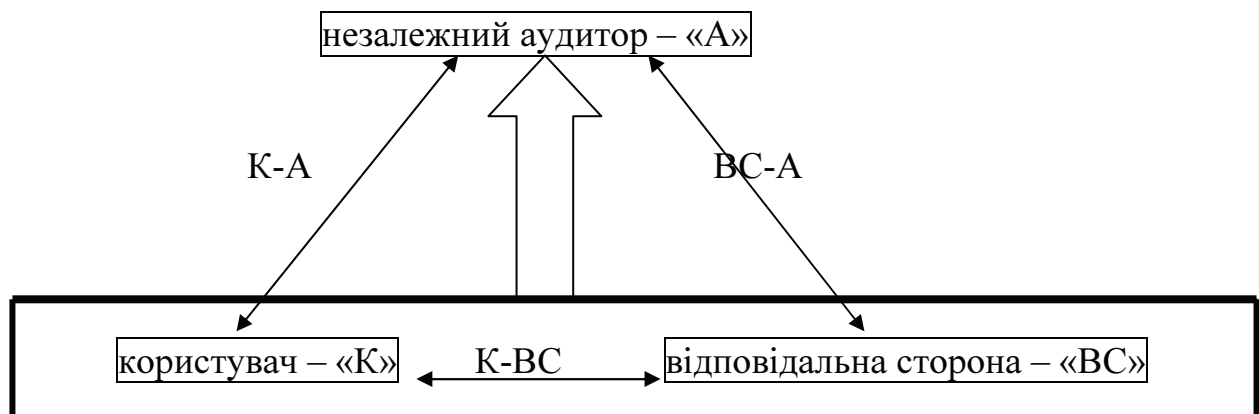 незалежний аудитор – «А»
К-А
ВС-А
користувач – «К»
К-ВС
відповідальна сторона – «ВС»